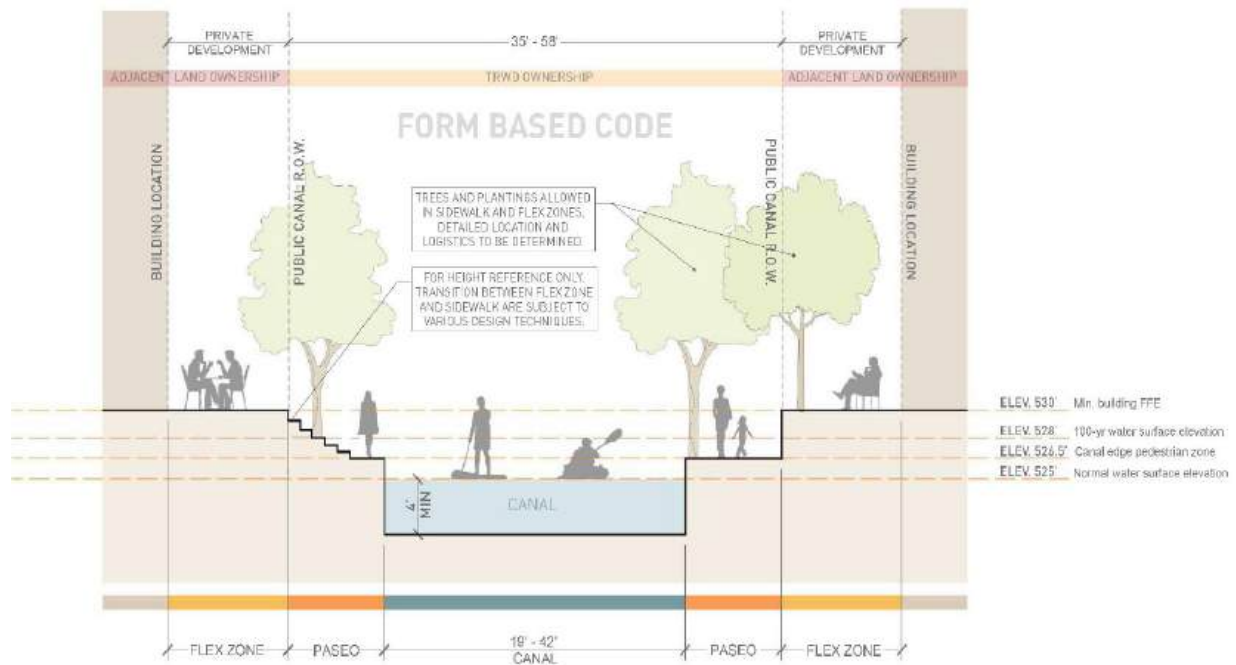 PRIVATE
DEVELOPMENT
35' - 58'
PRIVATE
DEVELOPMENT
ADJACENT LAND OWNERSHIP
TRWD OWNERSHIP
ADJACENT LAND OWNERSHIP
FORM BASED CODE
BUILDING LOCATION
PUBLIC CANAL R.O.W.
PUBLIC CANAL R.O.W.
BUILDING LOCATION
TREES AND PLANTINGS ALLOWED
IN SIDEWALK AND FLEX ZONES,
DETAILED LOCATION AND
LOGISTICS TO BE DETERMINED.
FOR HEIGHT REFERENCE ONLY.
TRANSITION BETWEEN FLEX ZONE
AND SIDEWALK ARE SUBJECT TO
VARIOUS DESIGN TECHNIQUES.
ELEV. 530' Min. building FFE
ELEV. 528' 100-yr water surface elevation
ELEV. 526.5' Canal edge pedestrian zone
ELEV. 525' Normal water surface elevation
4'
MIN
CANAL
FLEX ZONE
PASEO
19' - 42'
CANAL
PASEO
FLEX ZONE